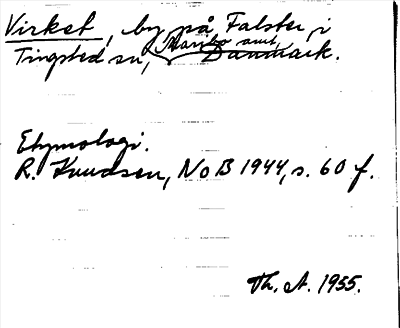 Virket, by på Falster i
Tingsted sn, Maribo amt, Danmark.
Etymologi.
R. Knudsen, NoB 1944, s. 60 f.
Th. A. 1955.